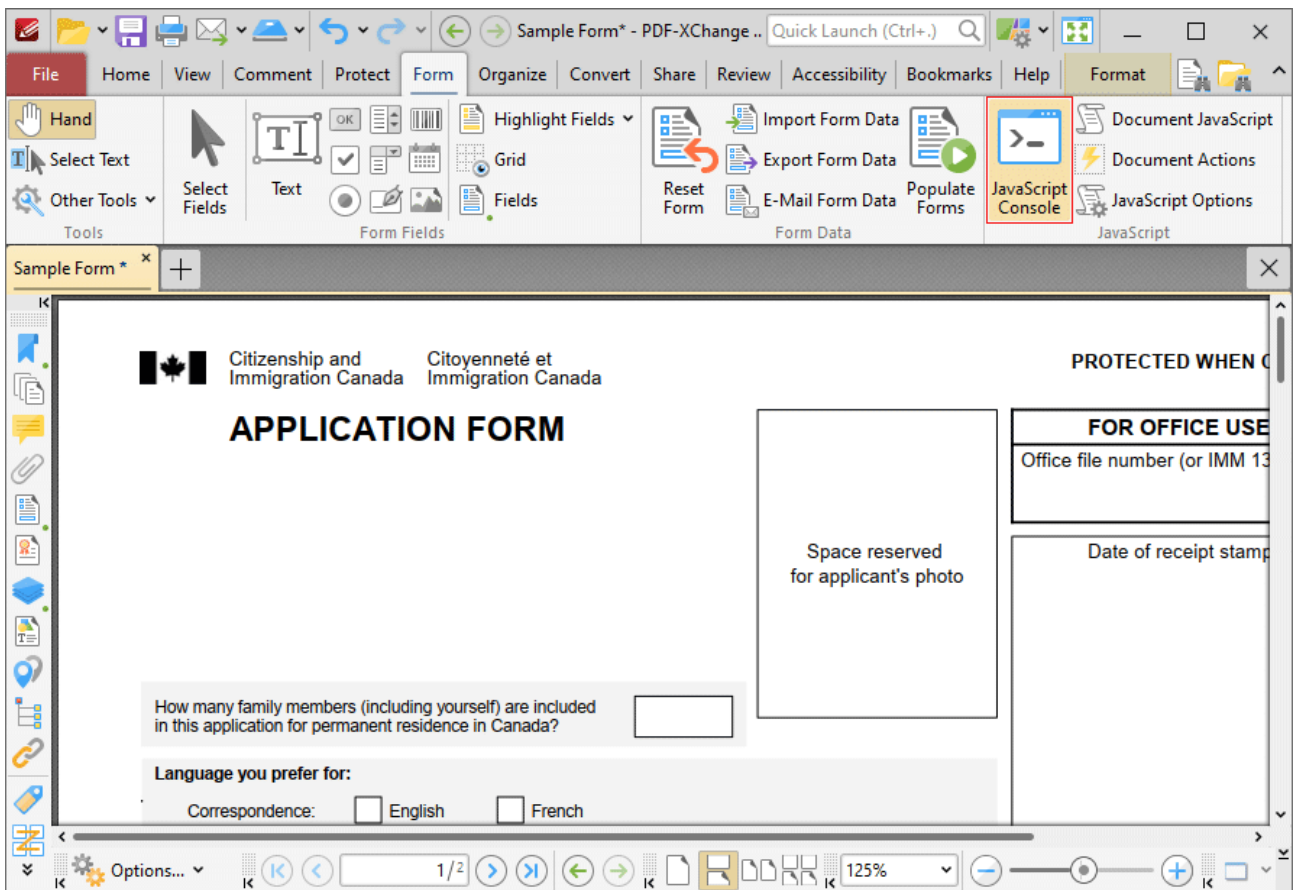 Sample Form* - PDF-XChange ..
Quick Launch (Ctrl+.)
File Home View Comment Protect Form Organize Convert Share Review Accessibility Bookmarks Help Format
Hand
Select Text
Other Tools
Tools
Select Fields
Text
OK
Highlight Fields
Grid
Fields
Form Fields
Reset Form
Import Form Data
Export Form Data
E-Mail Form Data
Populate Forms
Form Data
JavaScript Console
Document JavaScript
Document Actions
JavaScript Options
JavaScript
Sample Form *
Citizenship and
Immigration Canada
Citoyenneté et
Immigration Canada
PROTECTED WHEN
APPLICATION FORM
FOR OFFICE USE
Office file number (or IMM 13
Space reserved
for applicant's photo
Date of receipt stamp
How many family members (including yourself) are included
in this application for permanent residence in Canada?
Language you prefer for:
Correspondence: English French
Options... 1/2 125%